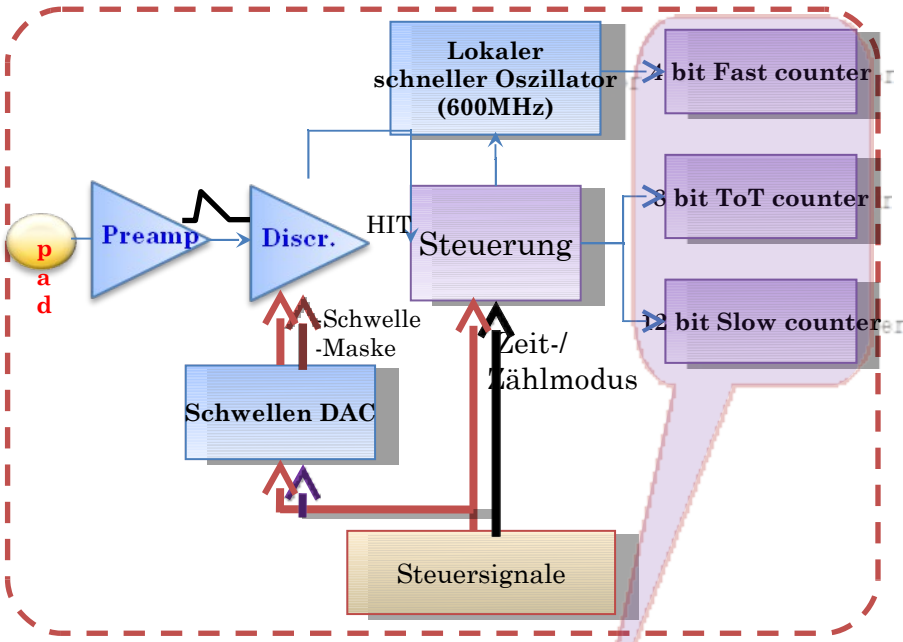 Lokaler
schneller Oszillator
(600MHz)
4 bit Fast counter
8 bit ToT counter
12 bit Slow counter
pad
Preamp
Discr.
HIT
Steuerung
-Schwelle
-Maske
Zeit-/
Zählmodus
Schwellen DAC
Steuersignale